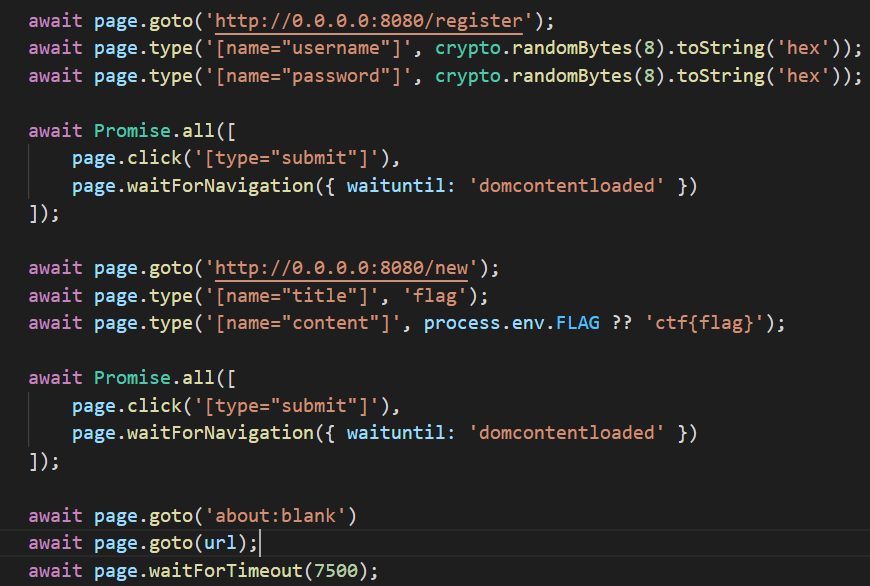 await page.goto('http://0.0.0.0:8080/register');
await page.type('[name="username"]', crypto.randomBytes(8).toString('hex'));
await page.type('[name="password"]', crypto.randomBytes(8).toString('hex'));
await Promise.all([
    page.click('[type="submit"]'),
    page.waitForNavigation({ waituntil: 'domcontentloaded' })
]);
await page.goto('http://0.0.0.0:8080/new');
await page.type('[name="title"]', 'flag');
await page.type('[name="content"]', process.env.FLAG ?? 'ctf{flag}');
await Promise.all([
    page.click('[type="submit"]'),
    page.waitForNavigation({ waituntil: 'domcontentloaded' })
]);
await page.goto('about:blank')
await page.goto(url);
await page.waitForTimeout(7500);